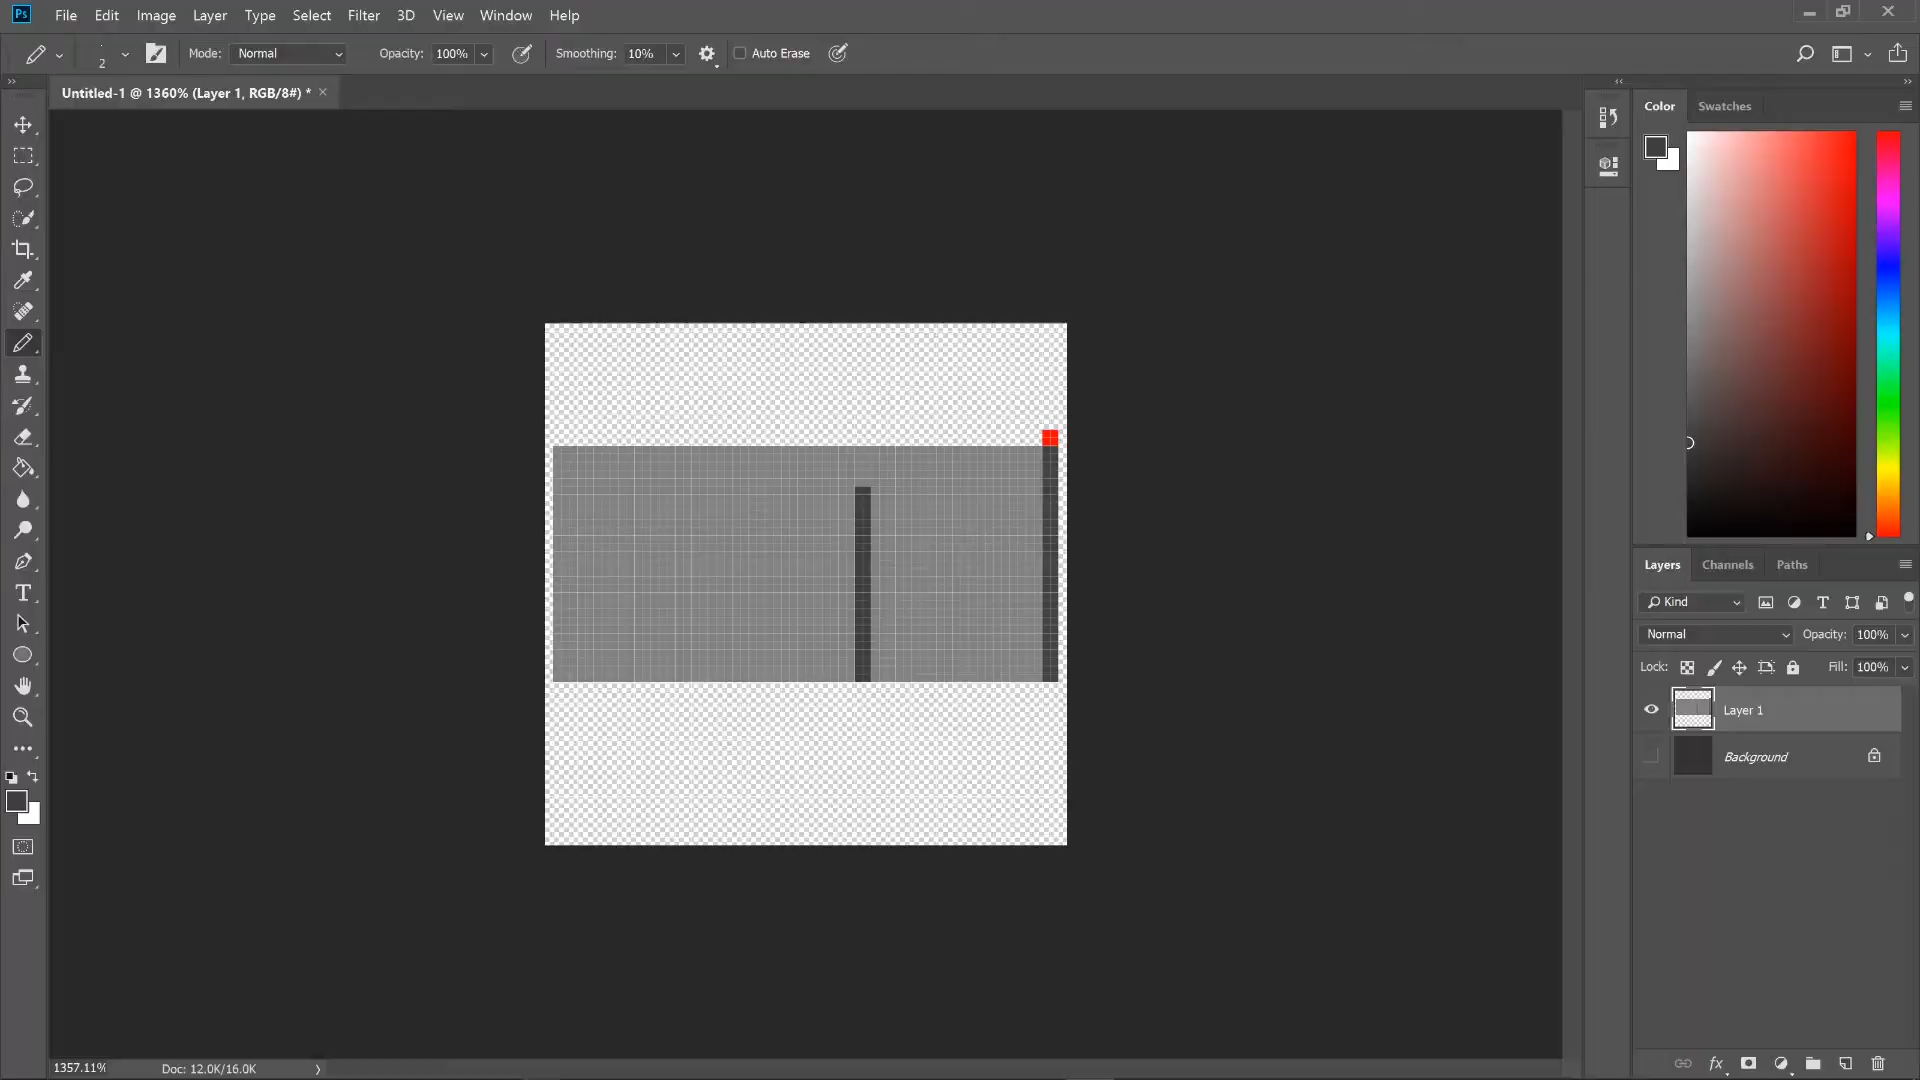 Ps File Edit Image Layer Type Select Filter 3D View Window Help
2 Mode: Normal Opacity: 100% Smoothing: 10% Auto Erase
Untitled-1 @ 1360% (Layer 1, RGB/8#) * ×
Color Swatches
Layers Channels Paths
Kind
Normal Opacity: 100%
Lock: Fill: 100%
Layer 1
Background
fx
1357.11% Doc: 12.0K/16.0K